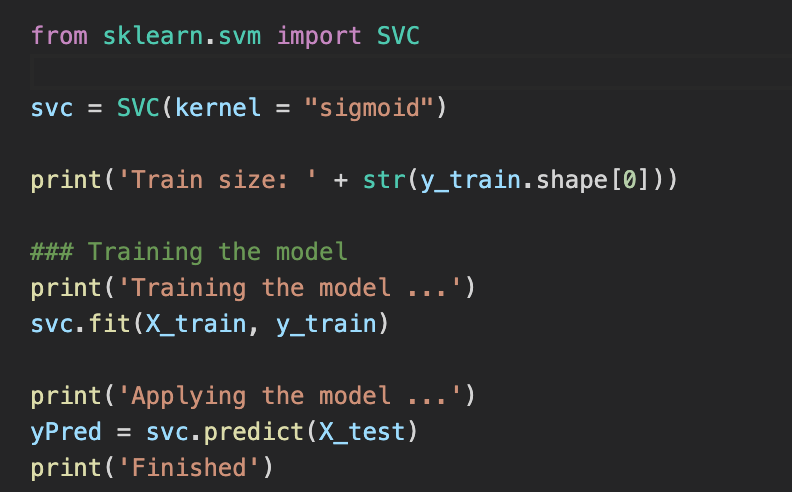 from sklearn.svm import SVC
svc = SVC(kernel = "sigmoid")
print('Train size: ' + str(y_train.shape[0]))
### Training the model
print('Training the model ...')
svc.fit(X_train, y_train)
print('Applying the model ...')
yPred = svc.predict(X_test)
print('Finished')